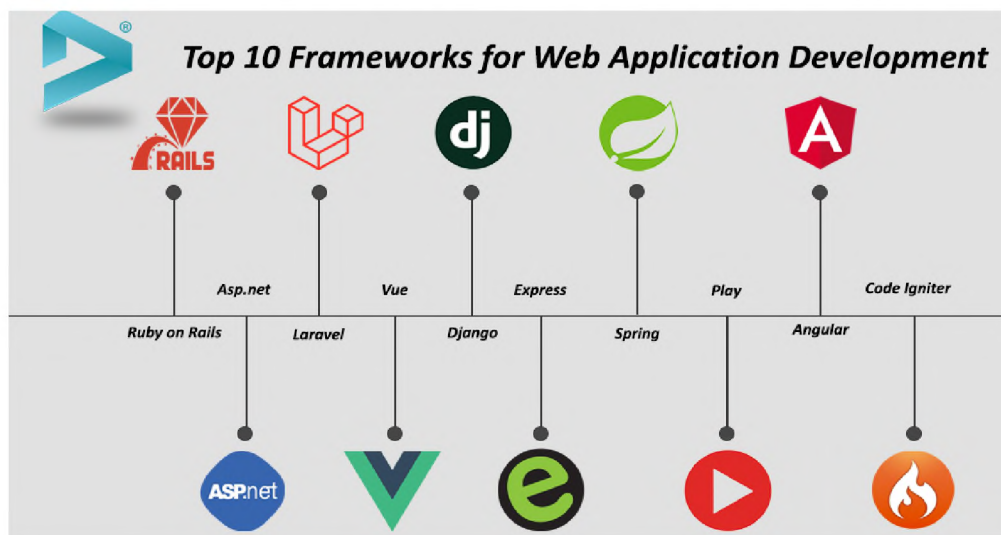 ®
Top 10 Frameworks for Web Application Development
RAILS
dj
A
Asp.net
Vue
Express
Play
Code Igniter
Ruby on Rails
Laravel
Django
Spring
Angular
ASP.net
e